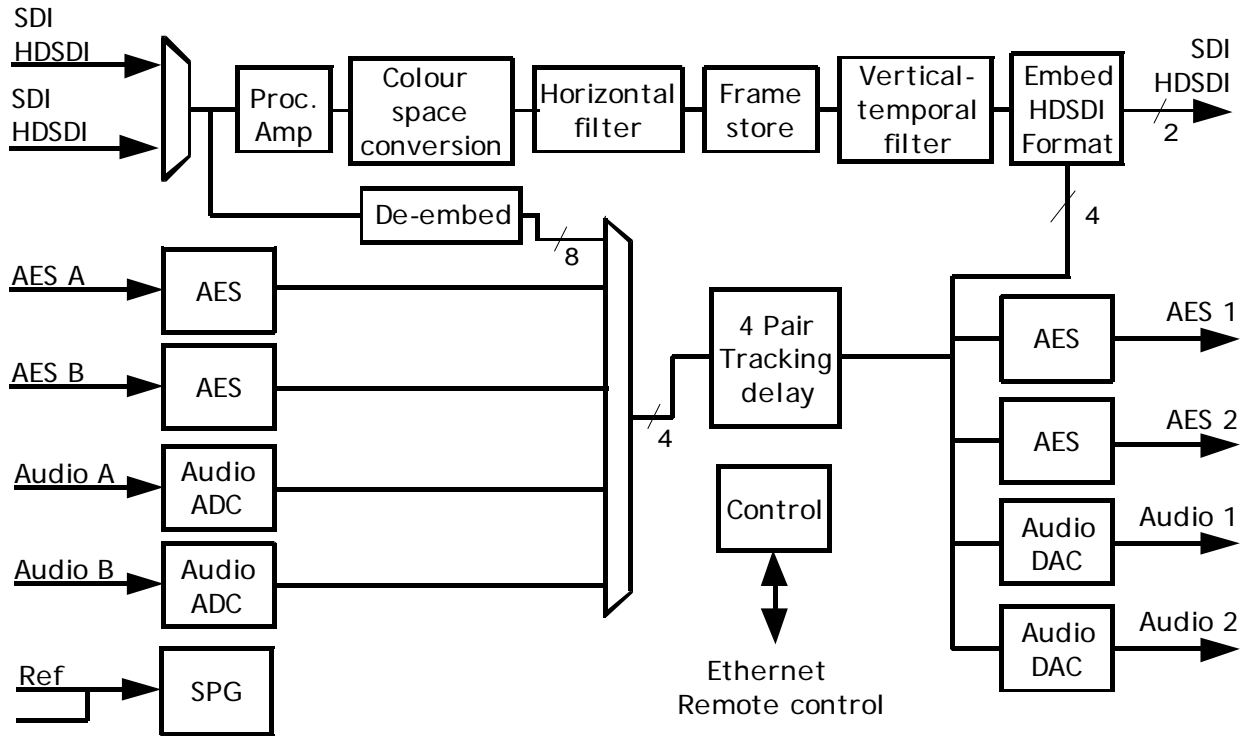 SDI
HDSDI
SDI
HDSDI
Proc.
Amp
Colour
space
conversion
Horizontal
filter
Frame
store
Vertical-
temporal
filter
Embed
HDSDI
Format
SDI
HDSDI
2
De-embed
8
4
AES A
AES
AES B
AES
Audio A
Audio
ADC
Audio B
Audio
ADC
Ref
SPG
4
4 Pair
Tracking
delay
Control
Ethernet
Remote control
AES
AES 1
AES
AES 2
Audio
DAC
Audio 1
Audio
DAC
Audio 2